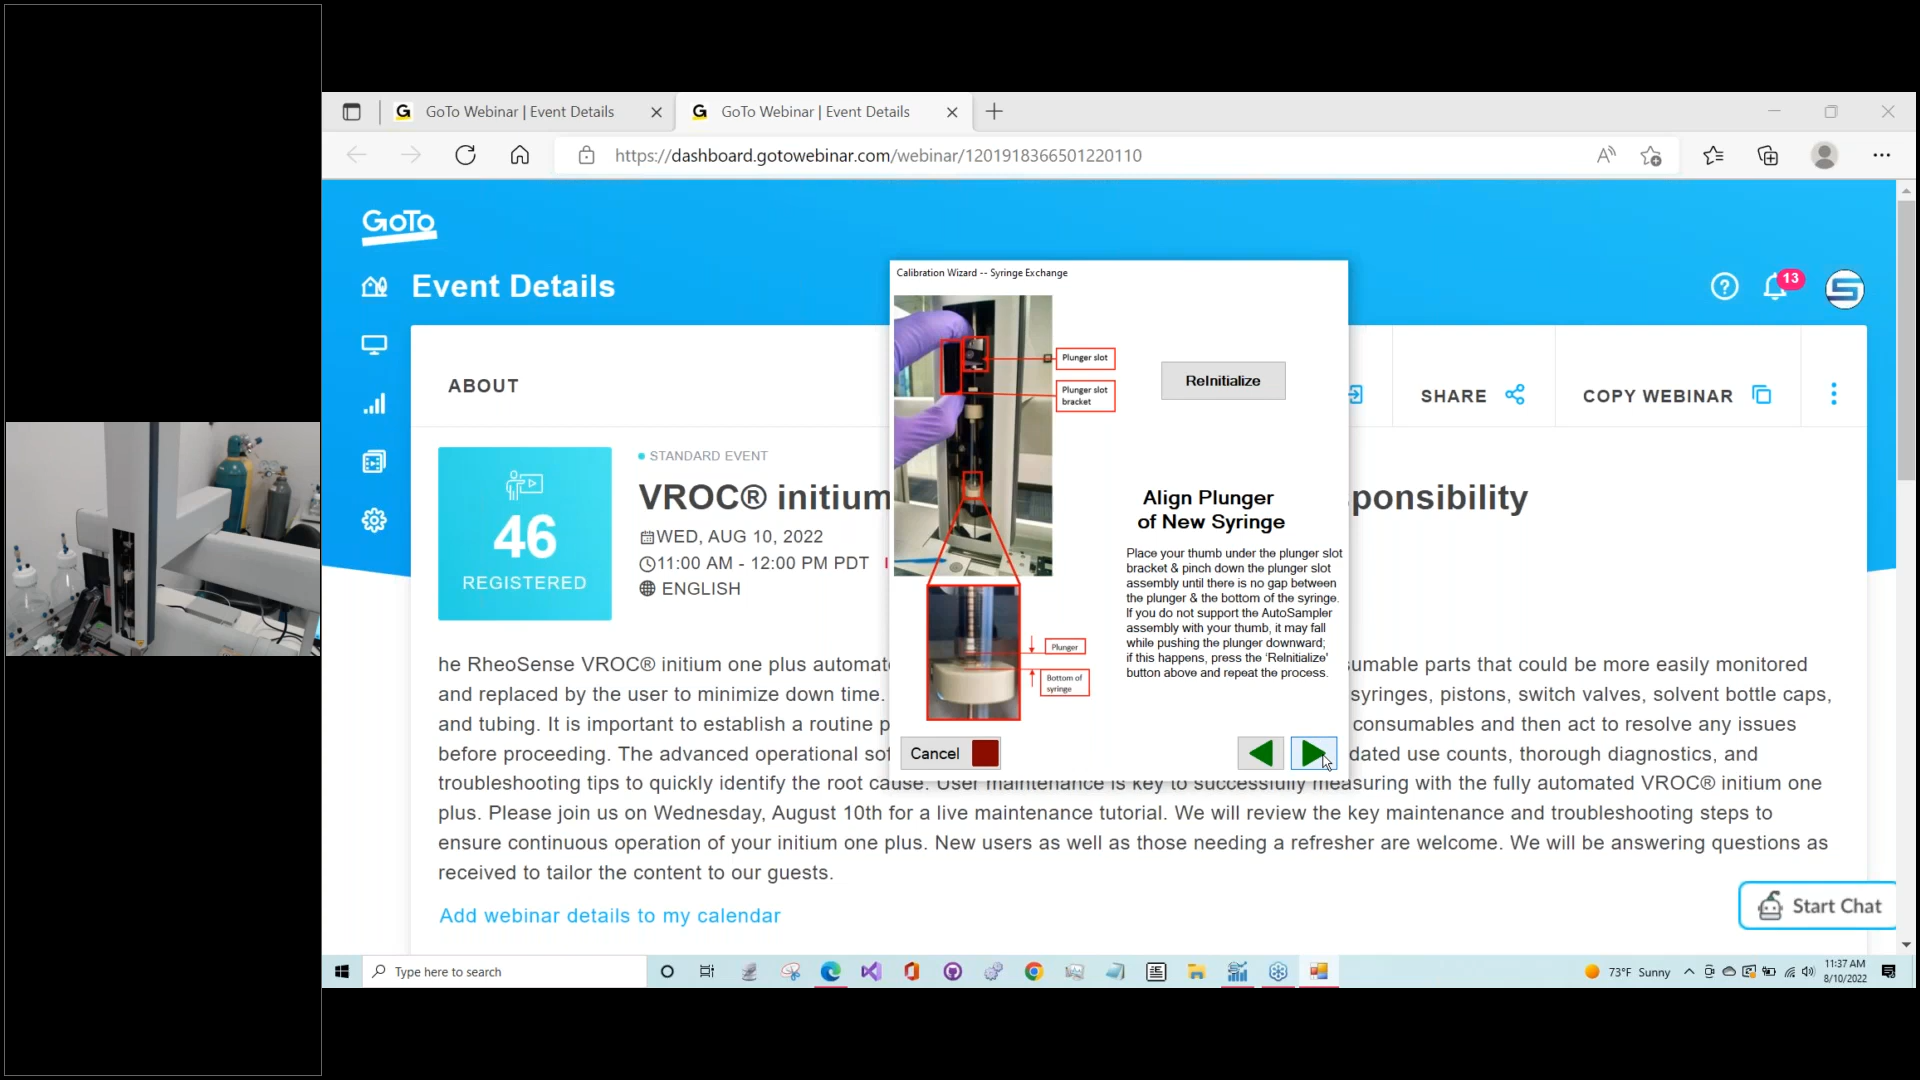 GoTo Webinar | Event Details
GoTo Webinar | Event Details
https://dashboard.gotowebinar.com/webinar/1201918366501220110
GoTo
Event Details
13
ABOUT
SHARE
COPY WEBINAR
46
REGISTERED
STANDARD EVENT
VROC® initium
ponsibility
WED, AUG 10, 2022
11:00 AM - 12:00 PM PDT
ENGLISH
he RheoSense VROC® initium one plus automate
umable parts that could be more easily monitored
and replaced by the user to minimize down time.
syringes, pistons, switch valves, solvent bottle caps,
and tubing. It is important to establish a routine p
consumables and then act to resolve any issues
before proceeding. The advanced operational sof
dated use counts, thorough diagnostics, and
troubleshooting tips to quickly identify the root cause. User maintenance is key to successfully measuring with the fully automated VROC® initium one
plus. Please join us on Wednesday, August 10th for a live maintenance tutorial. We will review the key maintenance and troubleshooting steps to
ensure continuous operation of your initium one plus. New users as well as those needing a refresher are welcome. We will be answering questions as
received to tailor the content to our guests.
Add webinar details to my calendar
Start Chat
Calibration Wizard -- Syringe Exchange
Plunger slot
Plunger slot
bracket
Plunger
Bottom of
syringe
ReInitialize
Align Plunger
of New Syringe
Place your thumb under the plunger slot
bracket & pinch down the plunger slot
assembly until there is no gap between
the plunger & the bottom of the syringe.
If you do not support the AutoSampler
assembly with your thumb, it may fall
while pushing the plunger downward;
if this happens, press the 'ReInitialize'
button above and repeat the process.
Cancel
Type here to search
73°F Sunny
11:37 AM
8/10/2022